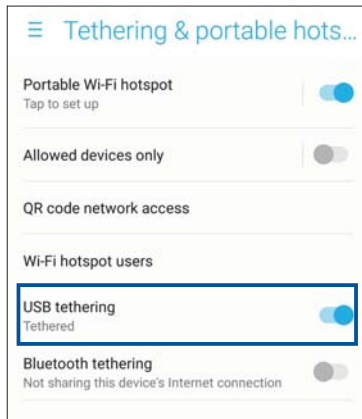 Tethering & portable hots...
Portable Wi-Fi hotspot
Tap to set up
Allowed devices only
QR code network access
Wi-Fi hotspot users
USB tethering
Tethered
Bluetooth tethering
Not sharing this device's Internet connection